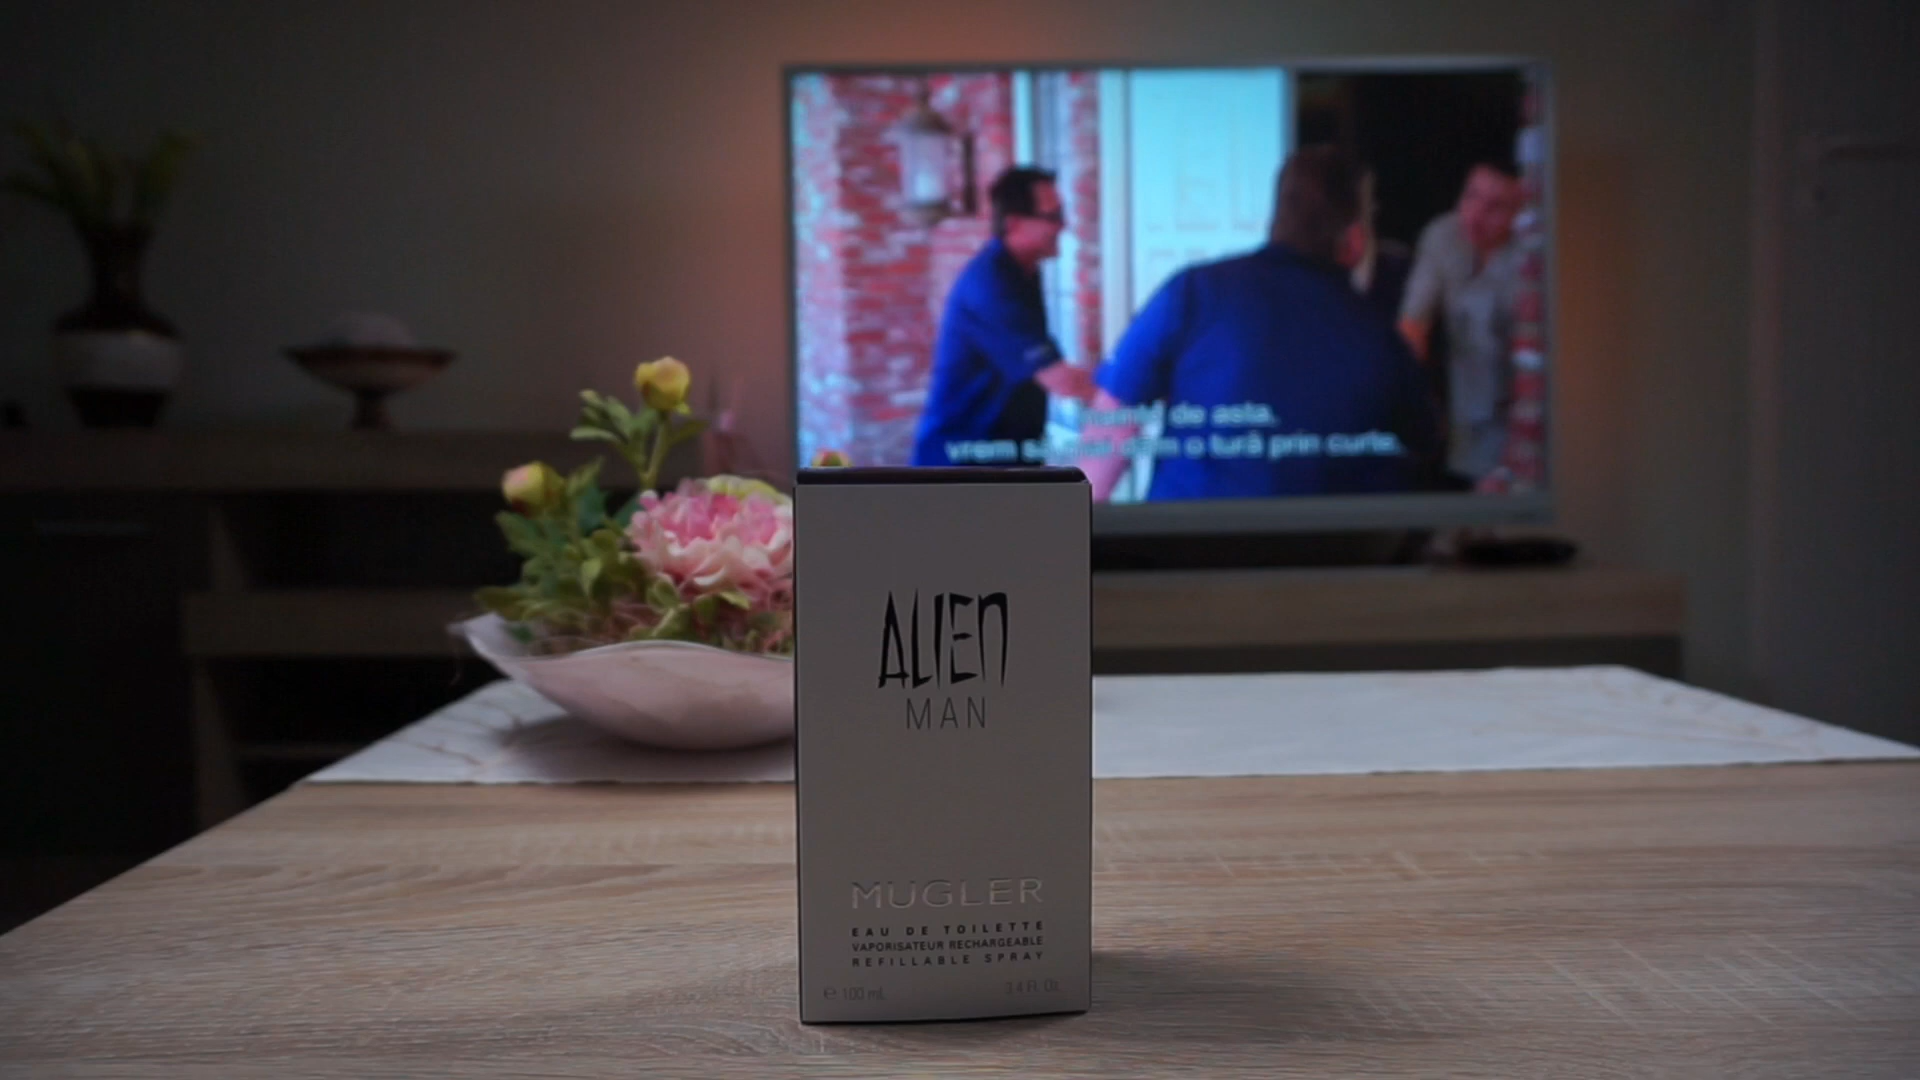 de asta,
vrem o tură prin curte.
ALIEN
MAN
MUGLER
EAU DE TOILETTE
VAPORISATEUR RECHARGEABLE
REFILLABLE SPRAY
℮ 100 mL 3.4 Fl. Oz.